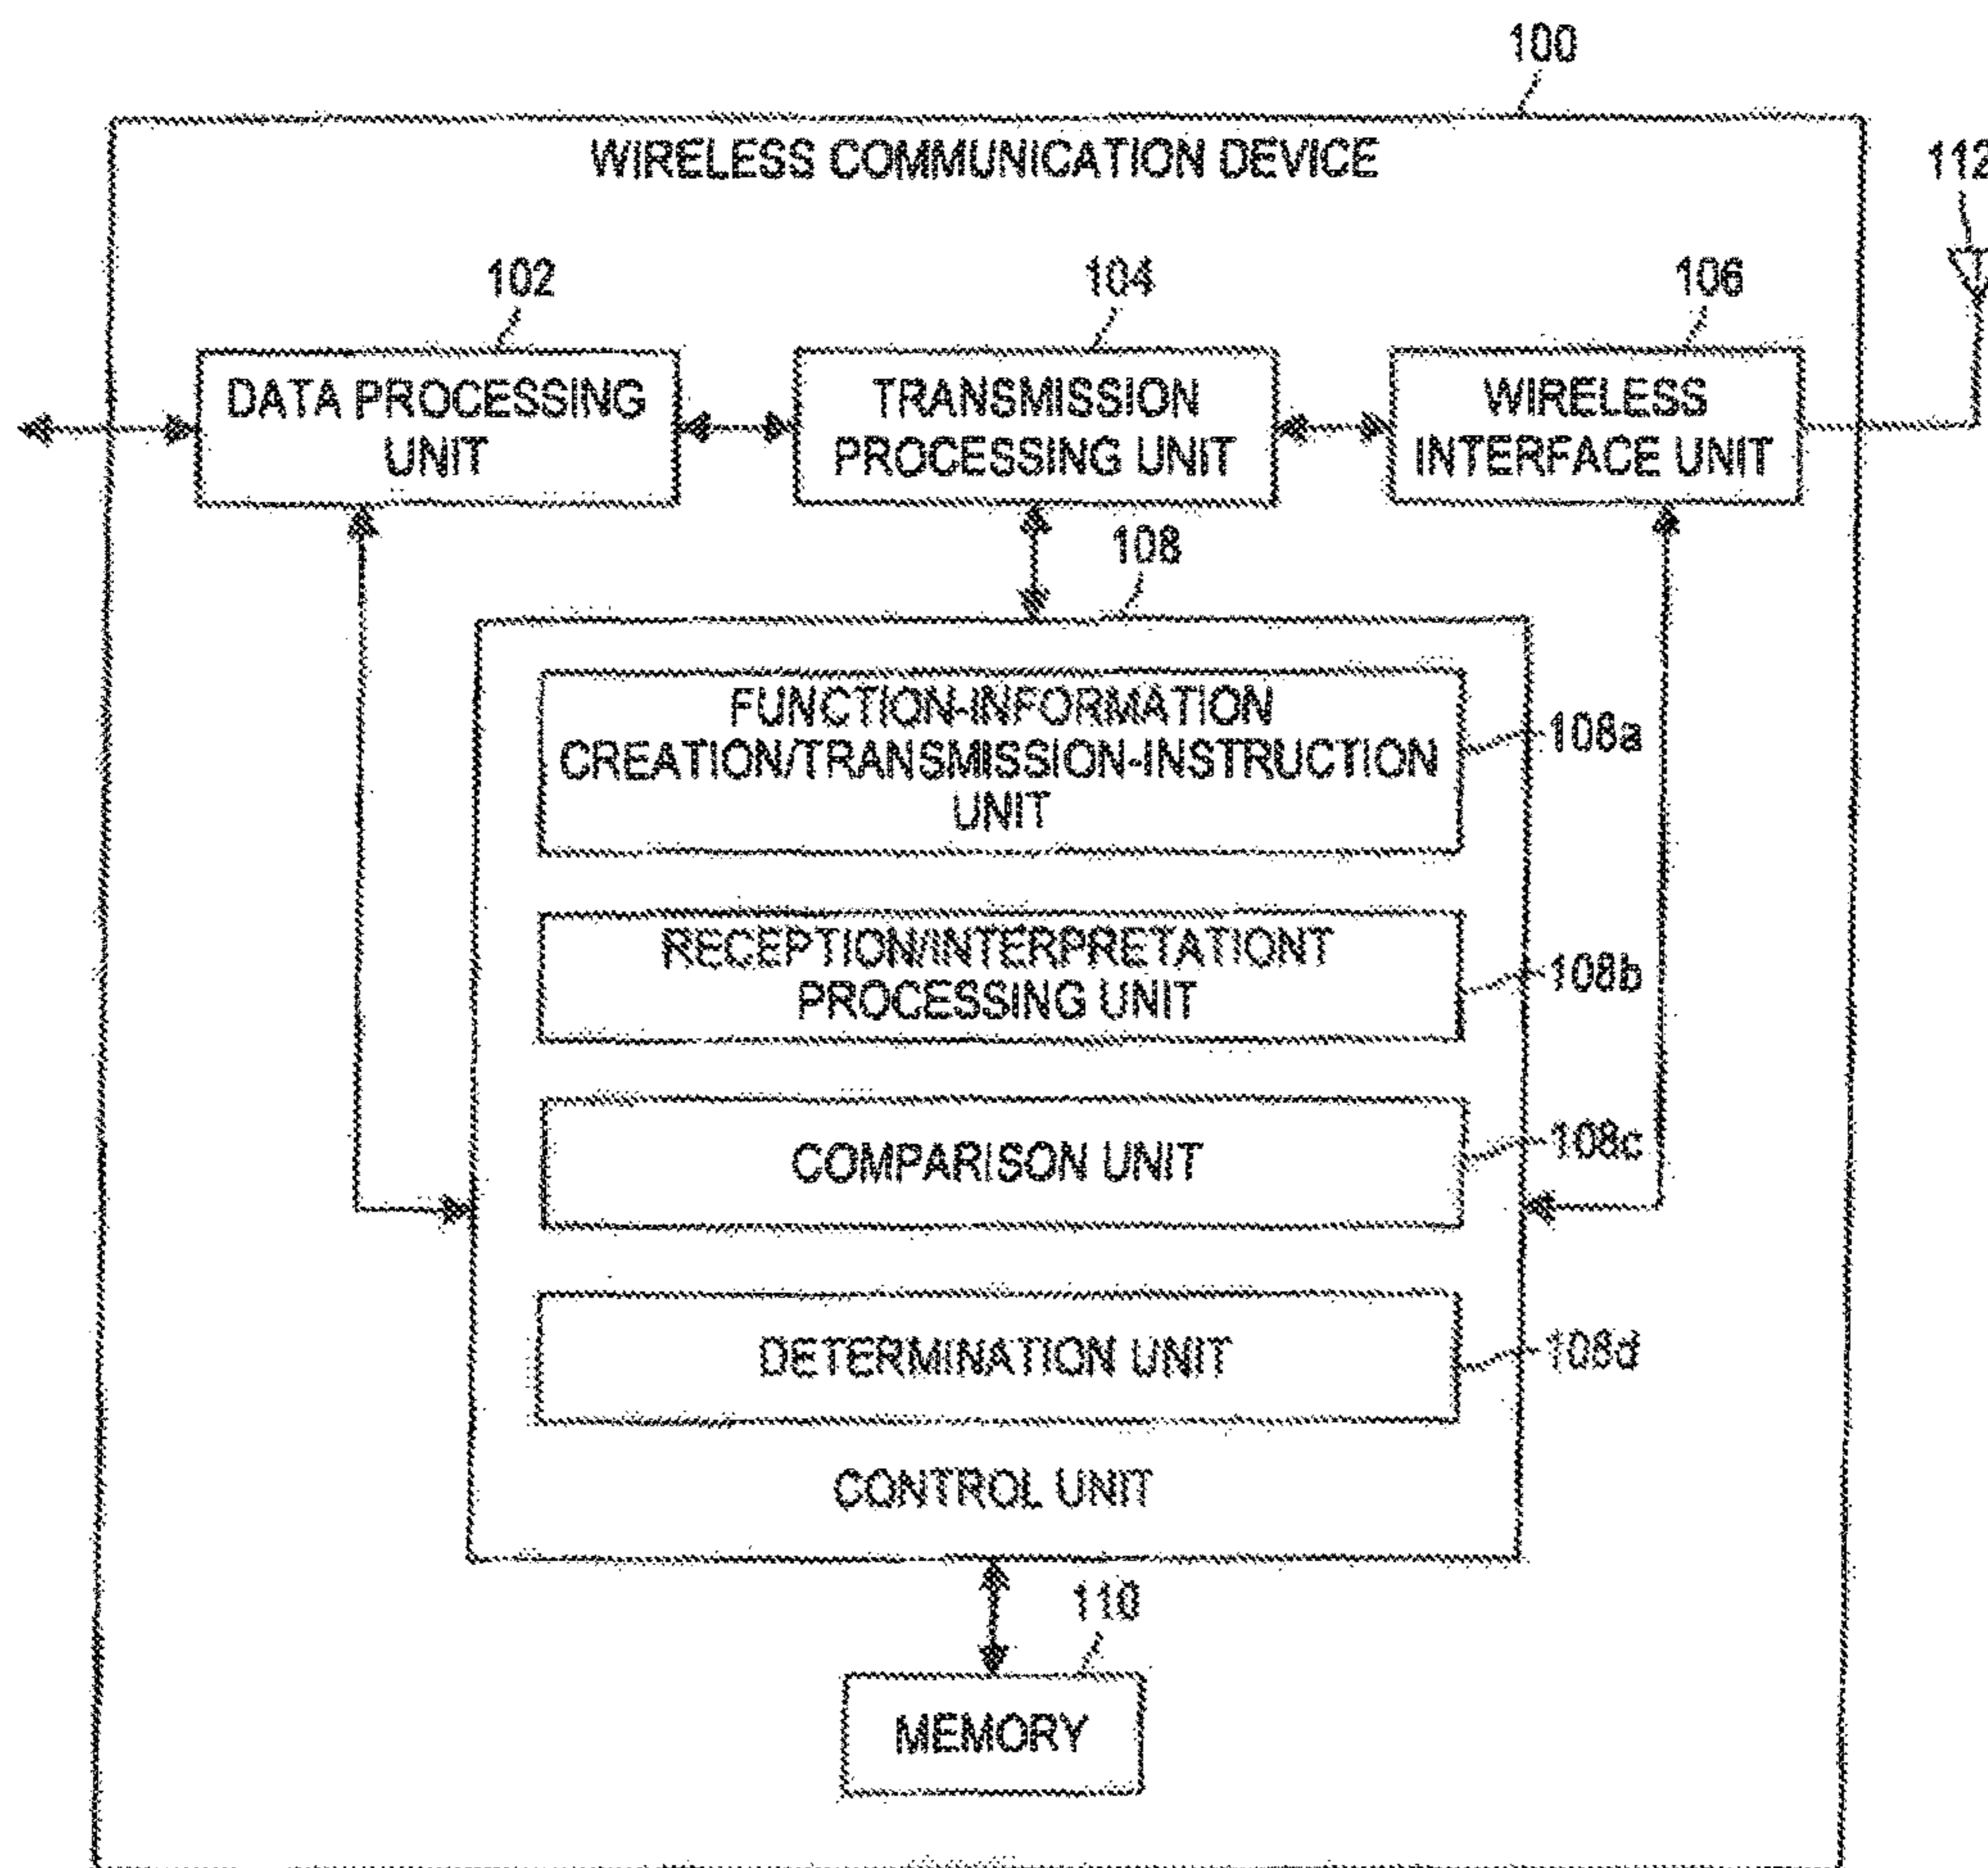 100
WIRELESS COMMUNICATION DEVICE
112
102
104
106
DATA PROCESSING
UNIT
TRANSMISSION
PROCESSING UNIT
WIRELESS
INTERFACE UNIT
108
FUNCTION-INFORMATION
CREATION/TRANSMISSION-INSTRUCTION
UNIT
108a
RECEPTION/INTERPRETATIONT
PROCESSING UNIT
108b
COMPARISON UNIT
108c
DETERMINATION UNIT
108d
CONTROL UNIT
110
MEMORY